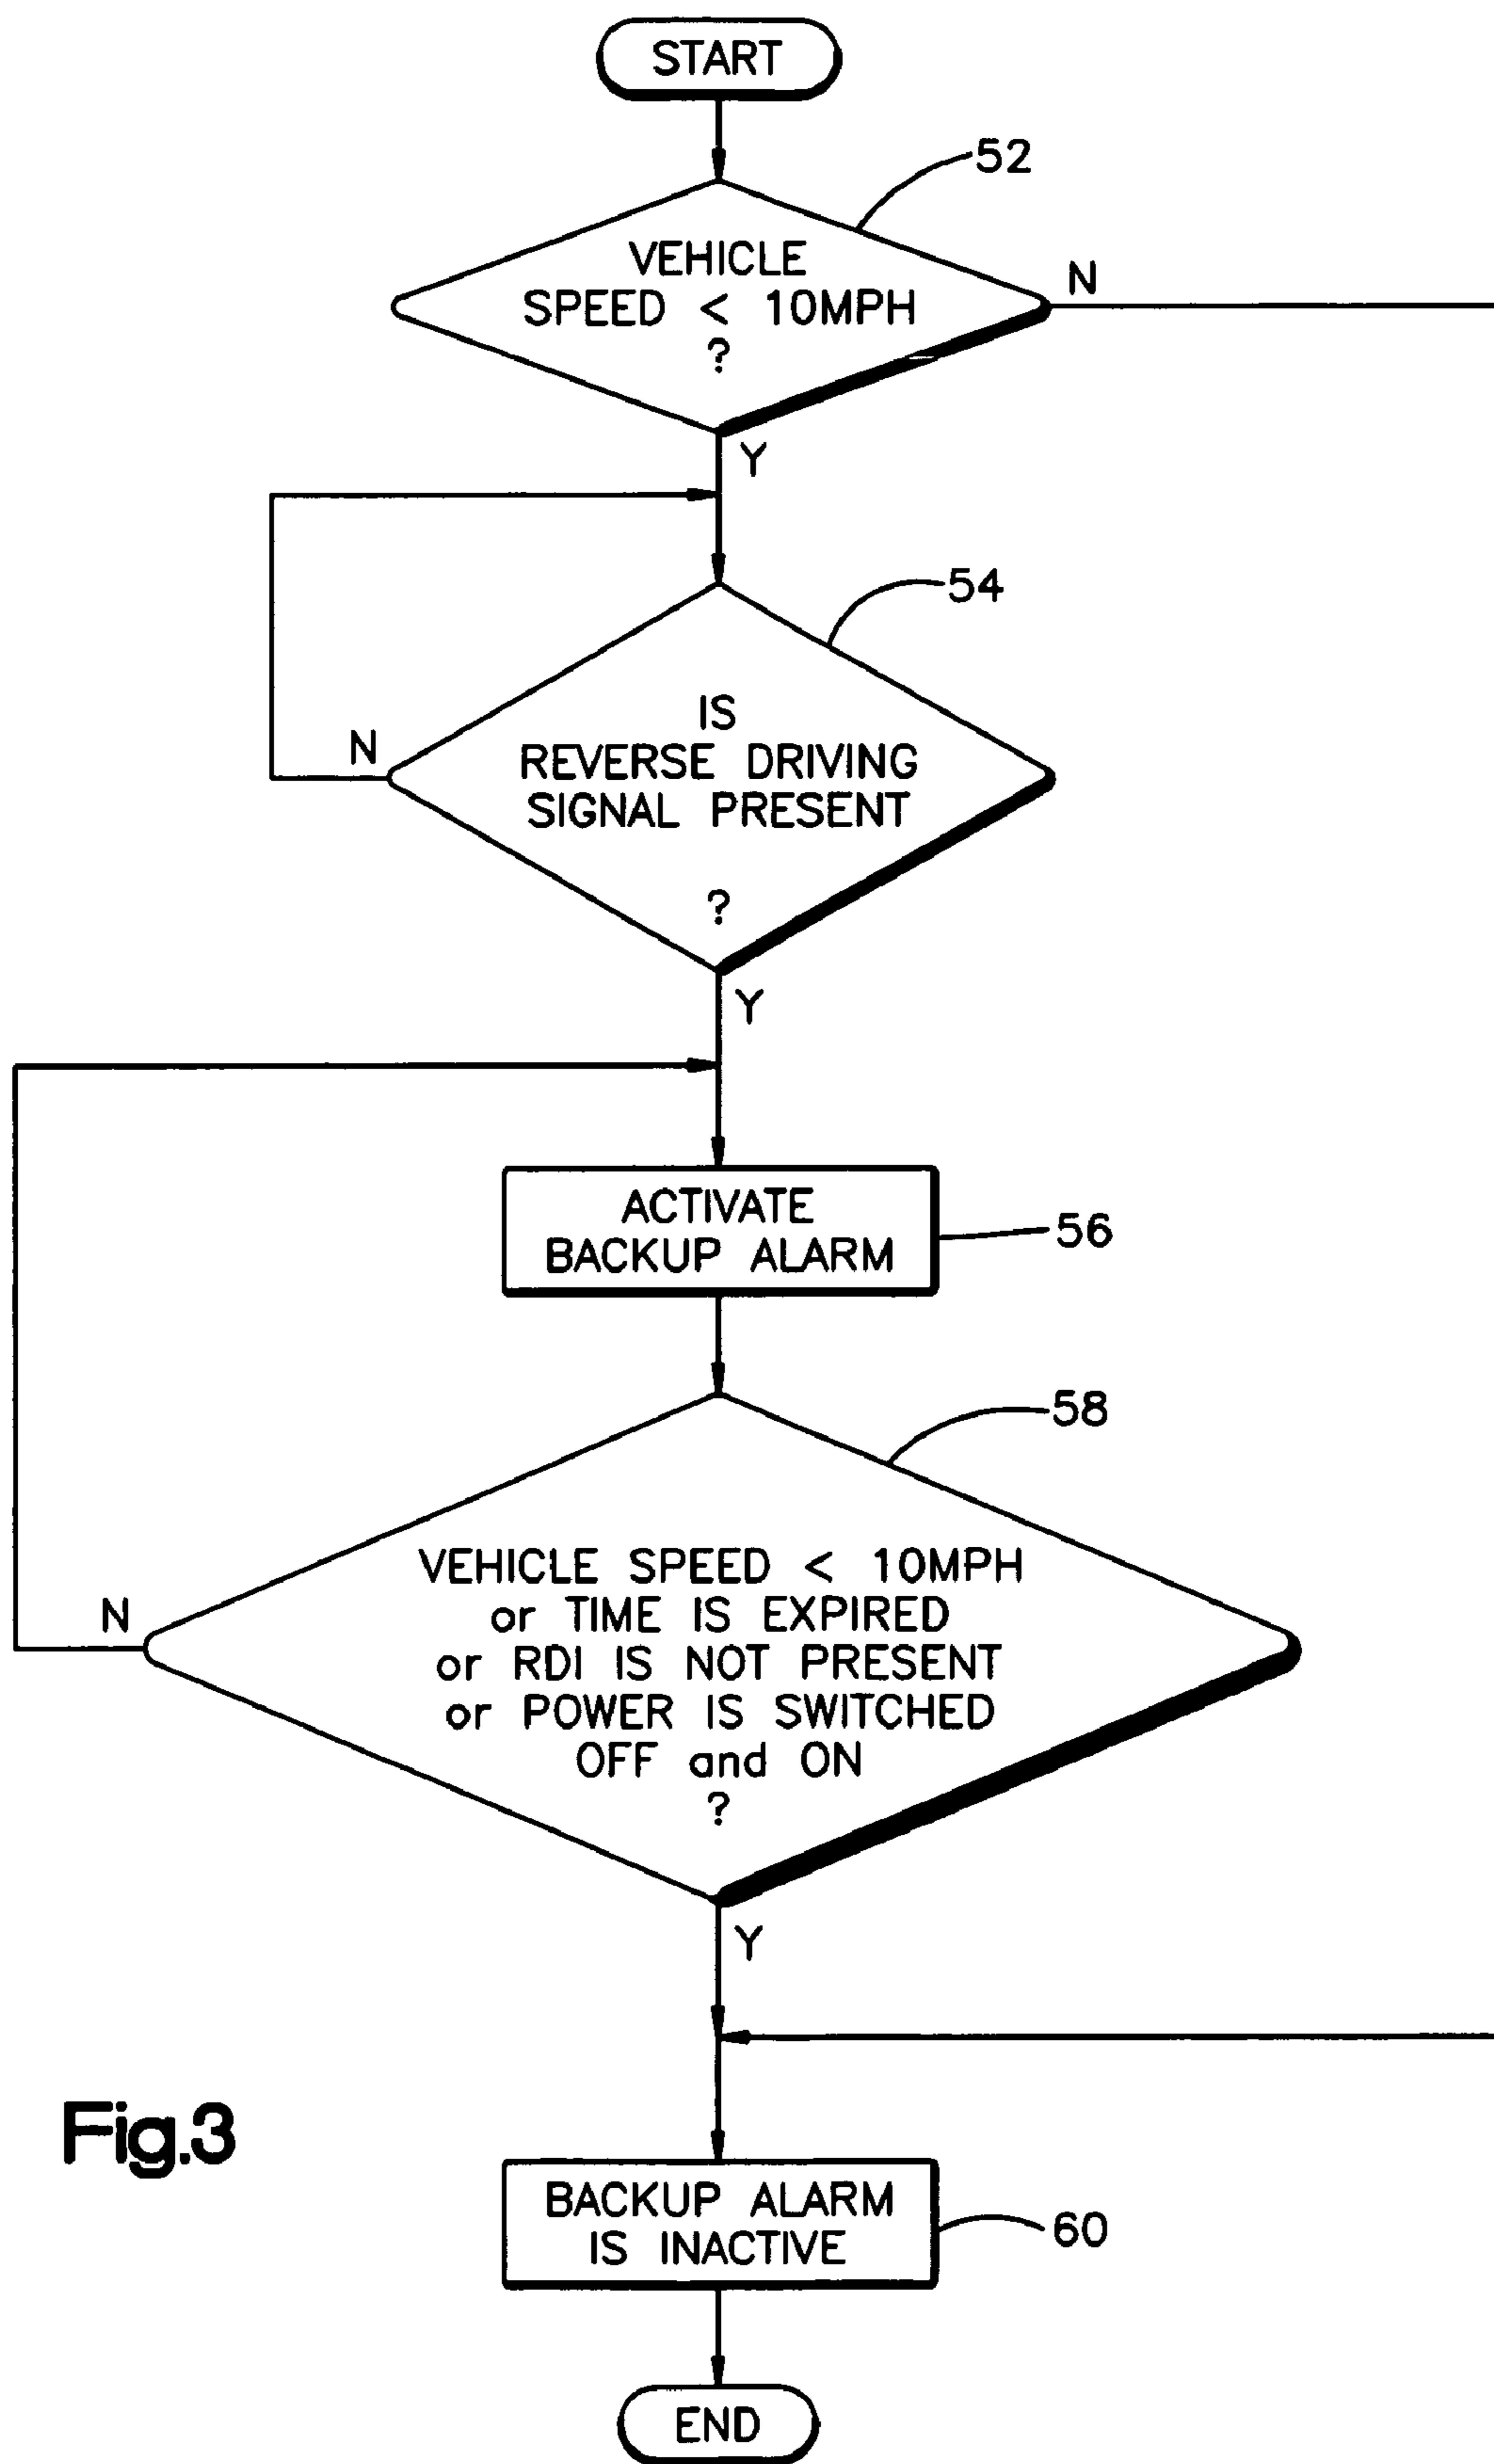 START
52
VEHICLE
SPEED < 10MPH
?
N
Y
54
IS
REVERSE DRIVING
SIGNAL PRESENT
?
N
Y
ACTIVATE
BACKUP ALARM
56
58
VEHICLE SPEED < 10MPH
or TIME IS EXPIRED
or RDI IS NOT PRESENT
or POWER IS SWITCHED
OFF and ON
?
N
Y
Fig.3
BACKUP ALARM
IS INACTIVE
60
END